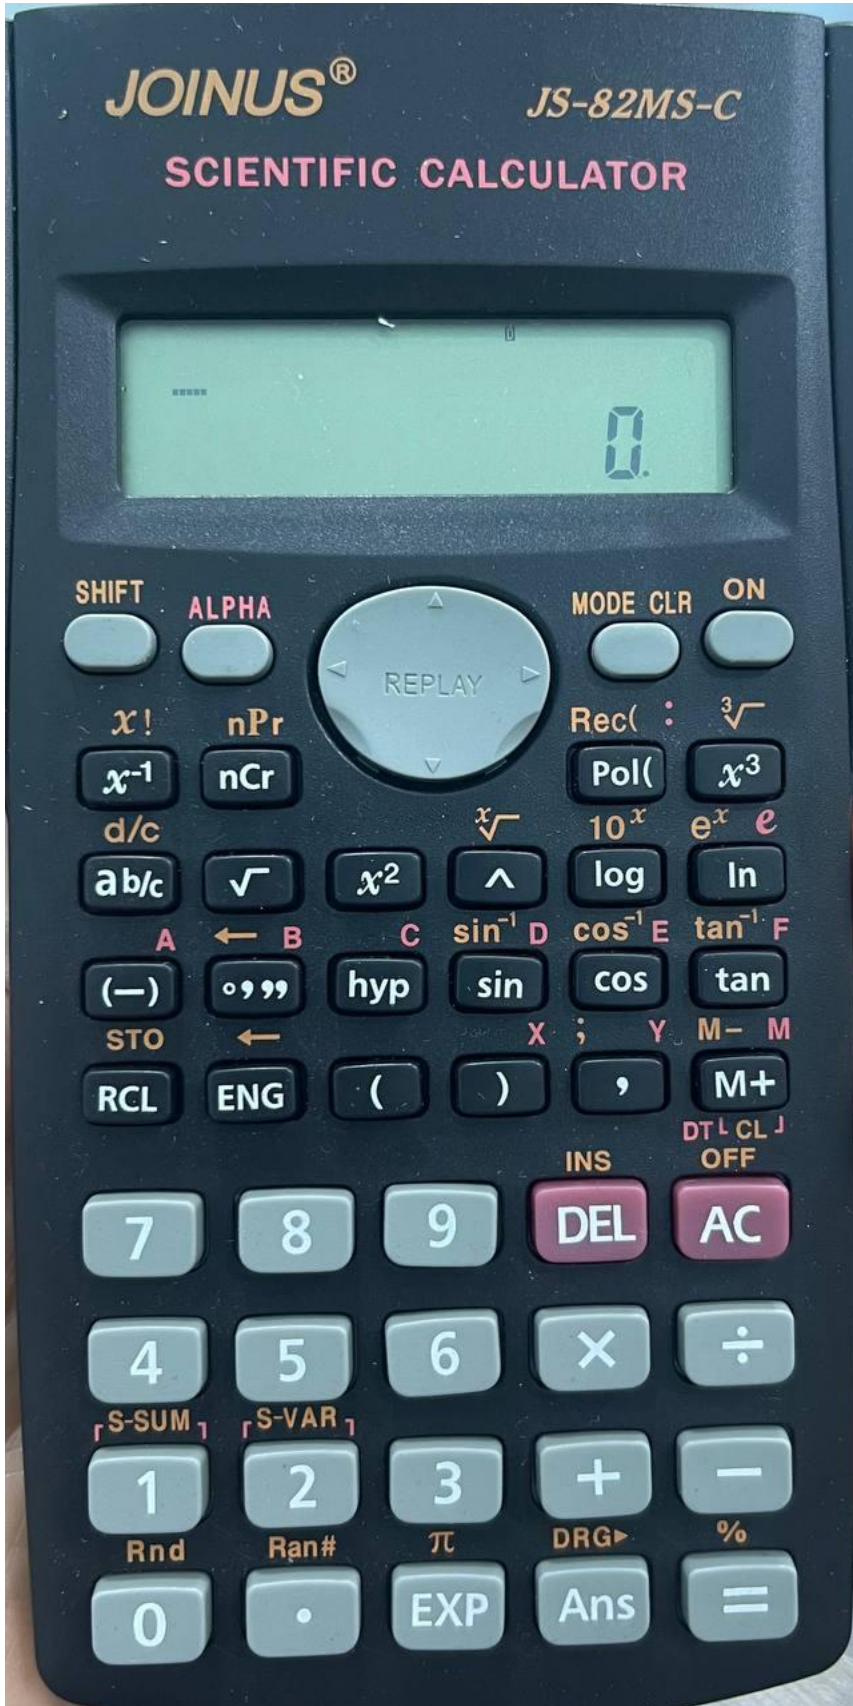 JOINUS® JS-82MS-C
SCIENTIFIC CALCULATOR
D
0.
SHIFT ALPHA MODE CLR ON
REPLAY
x! nPr Rec( : ³√
x⁻¹ nCr Pol( x³
d/c ˣ√ 10ˣ eˣ e
ab/c √ x² ^ log ln
A ← B C sin⁻¹ D cos⁻¹ E tan⁻¹ F
(−) °,,, hyp sin cos tan
STO ← X ; Y M− M
RCL ENG ( ) , M+
DT CL
INS OFF
7 8 9 DEL AC
4 5 6 × ÷
S-SUM S-VAR
1 2 3 + −
Rnd Ran# π DRG► %
0 . EXP Ans =